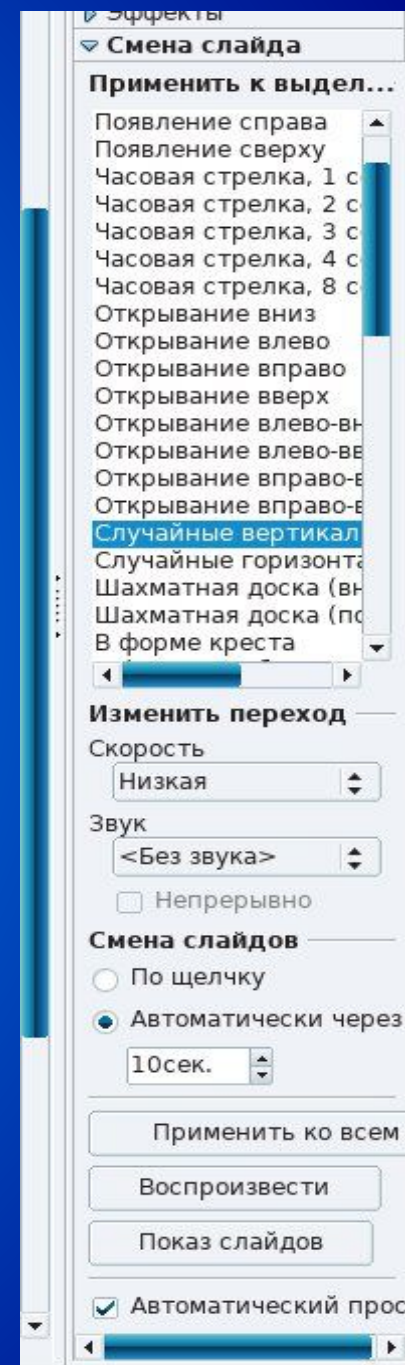 Эффекты
Смена слайда
Применить к выдел...
Появление справа
Появление сверху
Часовая стрелка, 1 с
Часовая стрелка, 2 с
Часовая стрелка, 3 с
Часовая стрелка, 4 с
Часовая стрелка, 8 с
Открывание вниз
Открывание влево
Открывание вправо
Открывание вверх
Открывание влево-вн
Открывание влево-вв
Открывание вправо-в
Открывание вправо-в
Случайные вертикал
Случайные горизонта
Шахматная доска (вн
Шахматная доска (по
В форме креста
Изменить переход
Скорость
Низкая
Звук
<Без звука>
Непрерывно
Смена слайдов
По щелчку
Автоматически через
10сек.
Применить ко всем
Воспроизвести
Показ слайдов
Автоматический прос